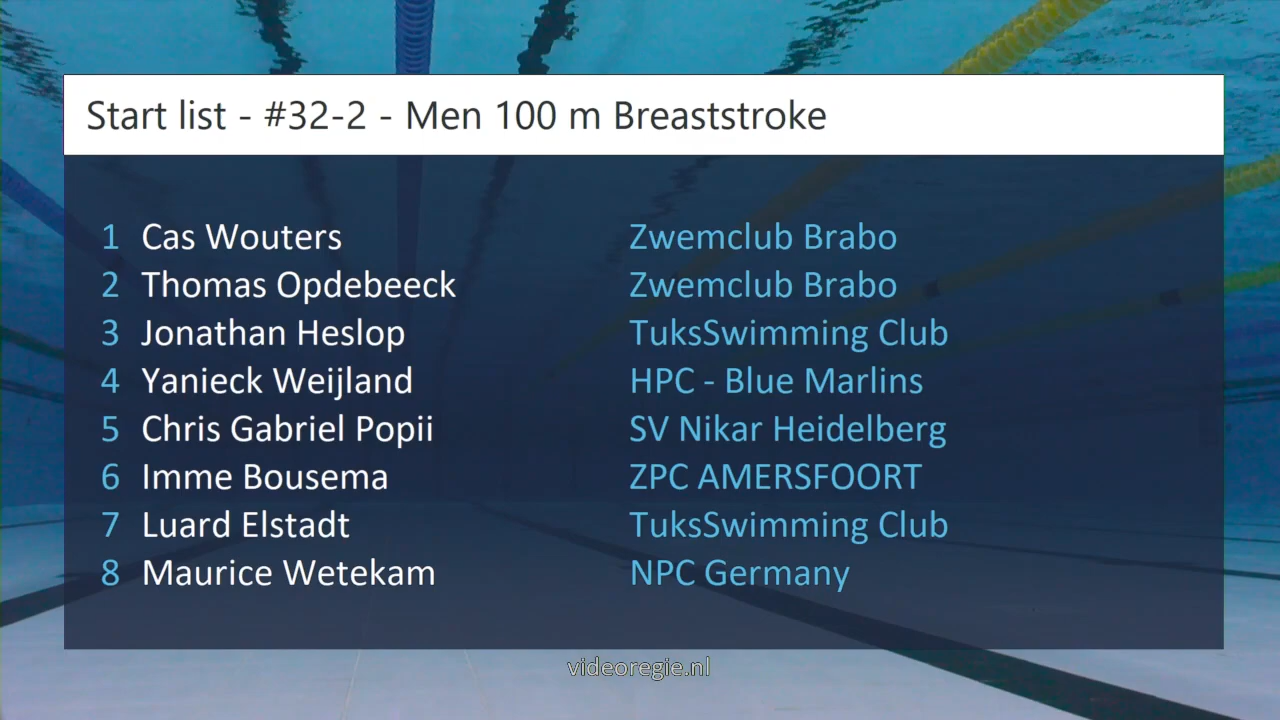 Start list - #32-2 - Men 100 m Breaststroke
1 Cas Wouters Zwemclub Brabo
2 Thomas Opdebeeck Zwemclub Brabo
3 Jonathan Heslop TuksSwimming Club
4 Yanieck Weijland HPC - Blue Marlins
5 Chris Gabriel Popii SV Nikar Heidelberg
6 Imme Bousema ZPC AMERSFOORT
7 Luard Elstadt TuksSwimming Club
8 Maurice Wetekam NPC Germany
videoregie.nl